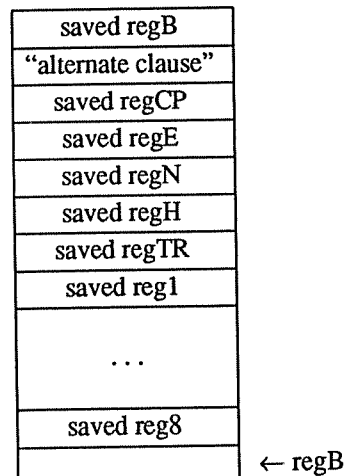 saved regB
“alternate clause”
saved regCP
saved regE
saved regN
saved regH
saved regTR
saved reg1
. . .
saved reg8
← regB